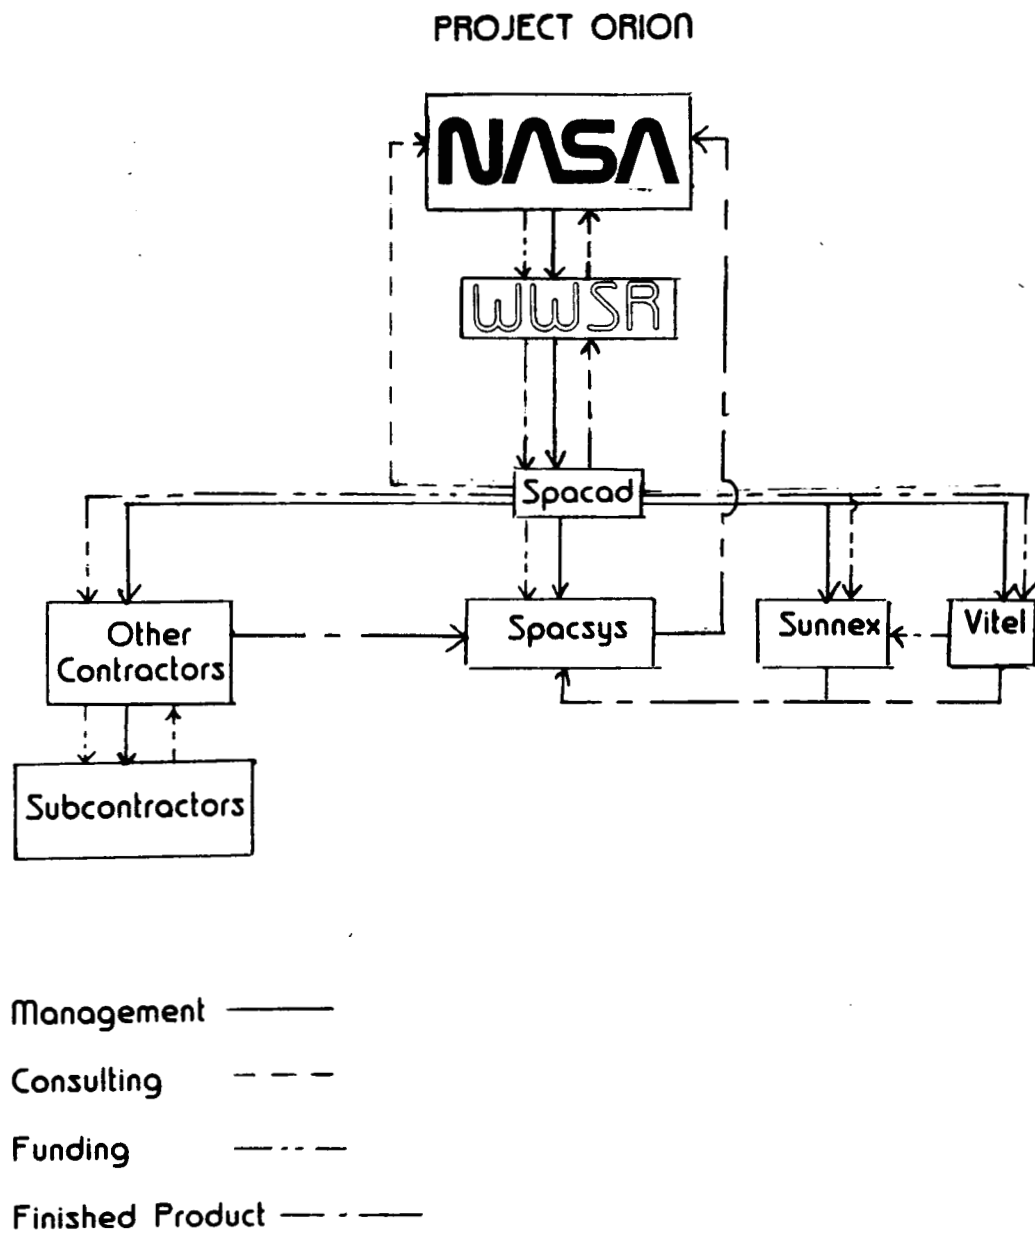 PROJECT ORION
NASA
WWSR
Spacad
Other
Contractors
Spacsys
Sunnex
Vitel
Subcontractors
Management
Consulting
Funding
Finished Product